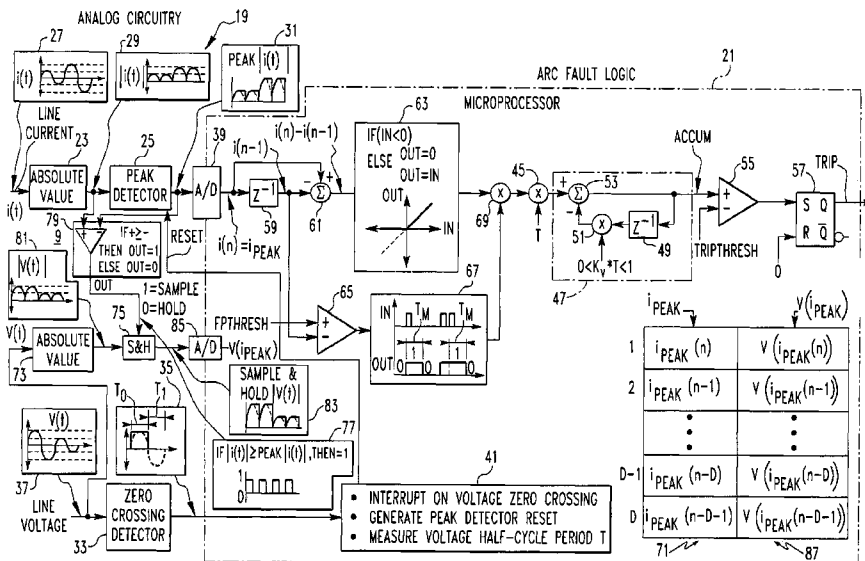 ANALOG CIRCUITRY
19
27
29
31
i(t)
|i(t)|
PEAK |i(t)|
LINE CURRENT
23
25
39
ABSOLUTE VALUE
PEAK DETECTOR
A/D
i(t)
i(n-1)
i(n)-i(n-1)
i(n)=iPEAK
Z⁻¹
59
-
+
Σ
61
ARC FAULT LOGIC
21
MICROPROCESSOR
63
IF(IN<0)
OUT=0
ELSE OUT=IN
OUT
IN
69
X
45
X
T
+
Σ
53
-
51
X
Z⁻¹
49
0<Kv*T<1
47
ACCUM
55
+
-
TRIPTHRESH
57
TRIP
S Q
R Q̅
0
79
9
+
-
IF+≥-
THEN OUT=1
ELSE OUT=0
OUT
RESET
1=SAMPLE
0=HOLD
81
|V(t)|
V(t)
ABSOLUTE VALUE
73
75
S&H
85
A/D
V(iPEAK)
FPTHRESH
65
+
-
67
IN
TM
1
OUT
0
0
0
SAMPLE & HOLD |V(t)|
83
77
IF|i(t)|≥PEAK|i(t)|,THEN=1
1
0
V(t)
37
T0
T1
35
LINE VOLTAGE
ZERO CROSSING DETECTOR
33
41
• INTERRUPT ON VOLTAGE ZERO CROSSING
• GENERATE PEAK DETECTOR RESET
• MEASURE VOLTAGE HALF-CYCLE PERIOD T
iPEAK
V(iPEAK)
1 iPEAK(n) V(iPEAK(n))
2 iPEAK(n-1) V(iPEAK(n-1))
D-1 iPEAK(n-D) V(iPEAK(n-D))
D iPEAK(n-D-1) V(iPEAK(n-D-1))
71
87